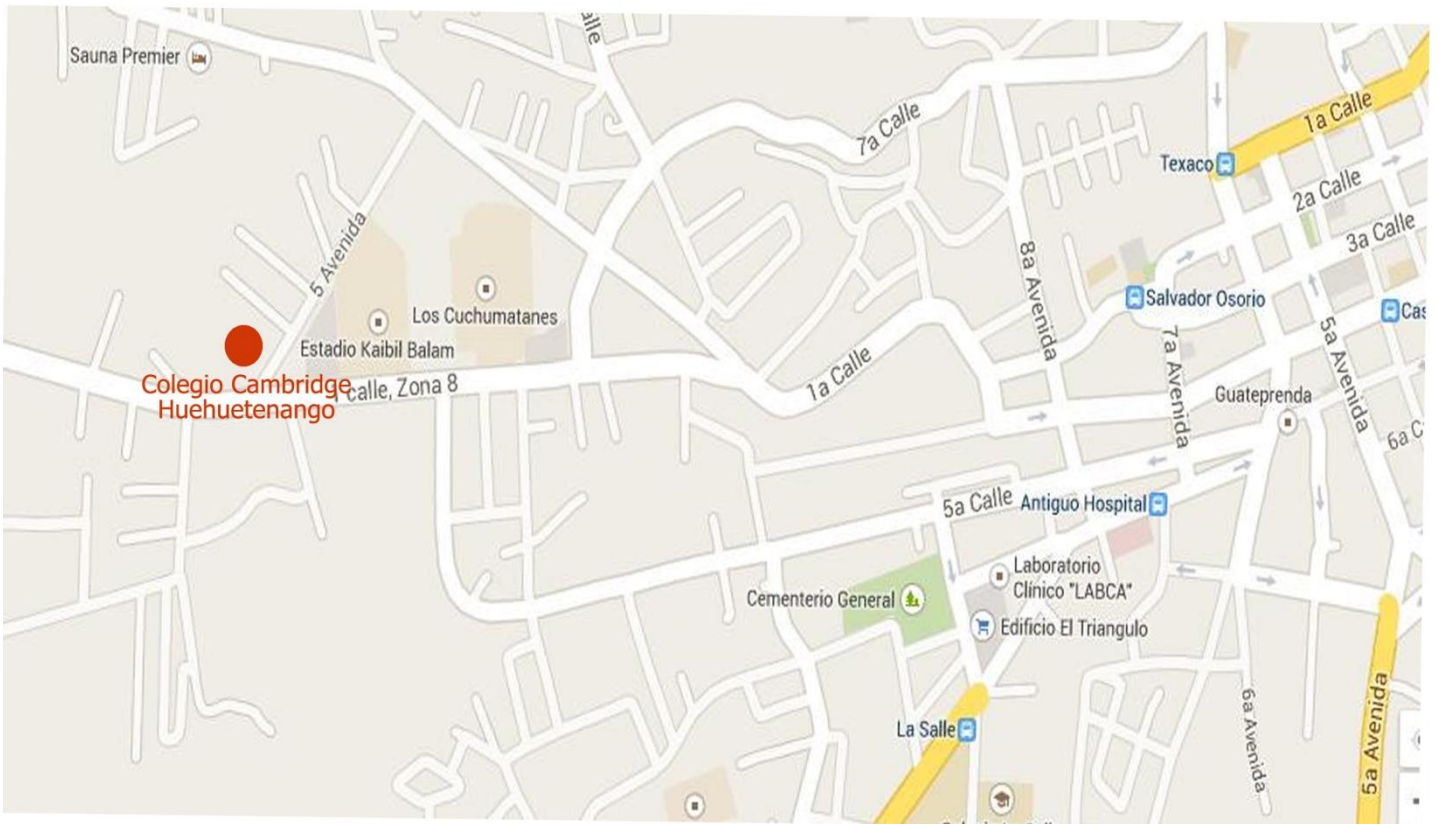 alle
Sauna Premier
7a Calle
1a Calle
Texaco
2a Calle
3a Calle
5 Avenida
8a Avenida
Los Cuchumatanes
Salvador Osorio
Cas
Estadio Kaibil Balam
7a Avenida
5a Avenida
Colegio Cambridge
Huehuetenango
calle, Zona 8
1a Calle
Guateprenda
6a C
5a Calle
Antiguo Hospital
Laboratorio
Clínico "LABCA"
Cementerio General
Edificio El Triangulo
La Salle
6a Avenida
5a Avenida